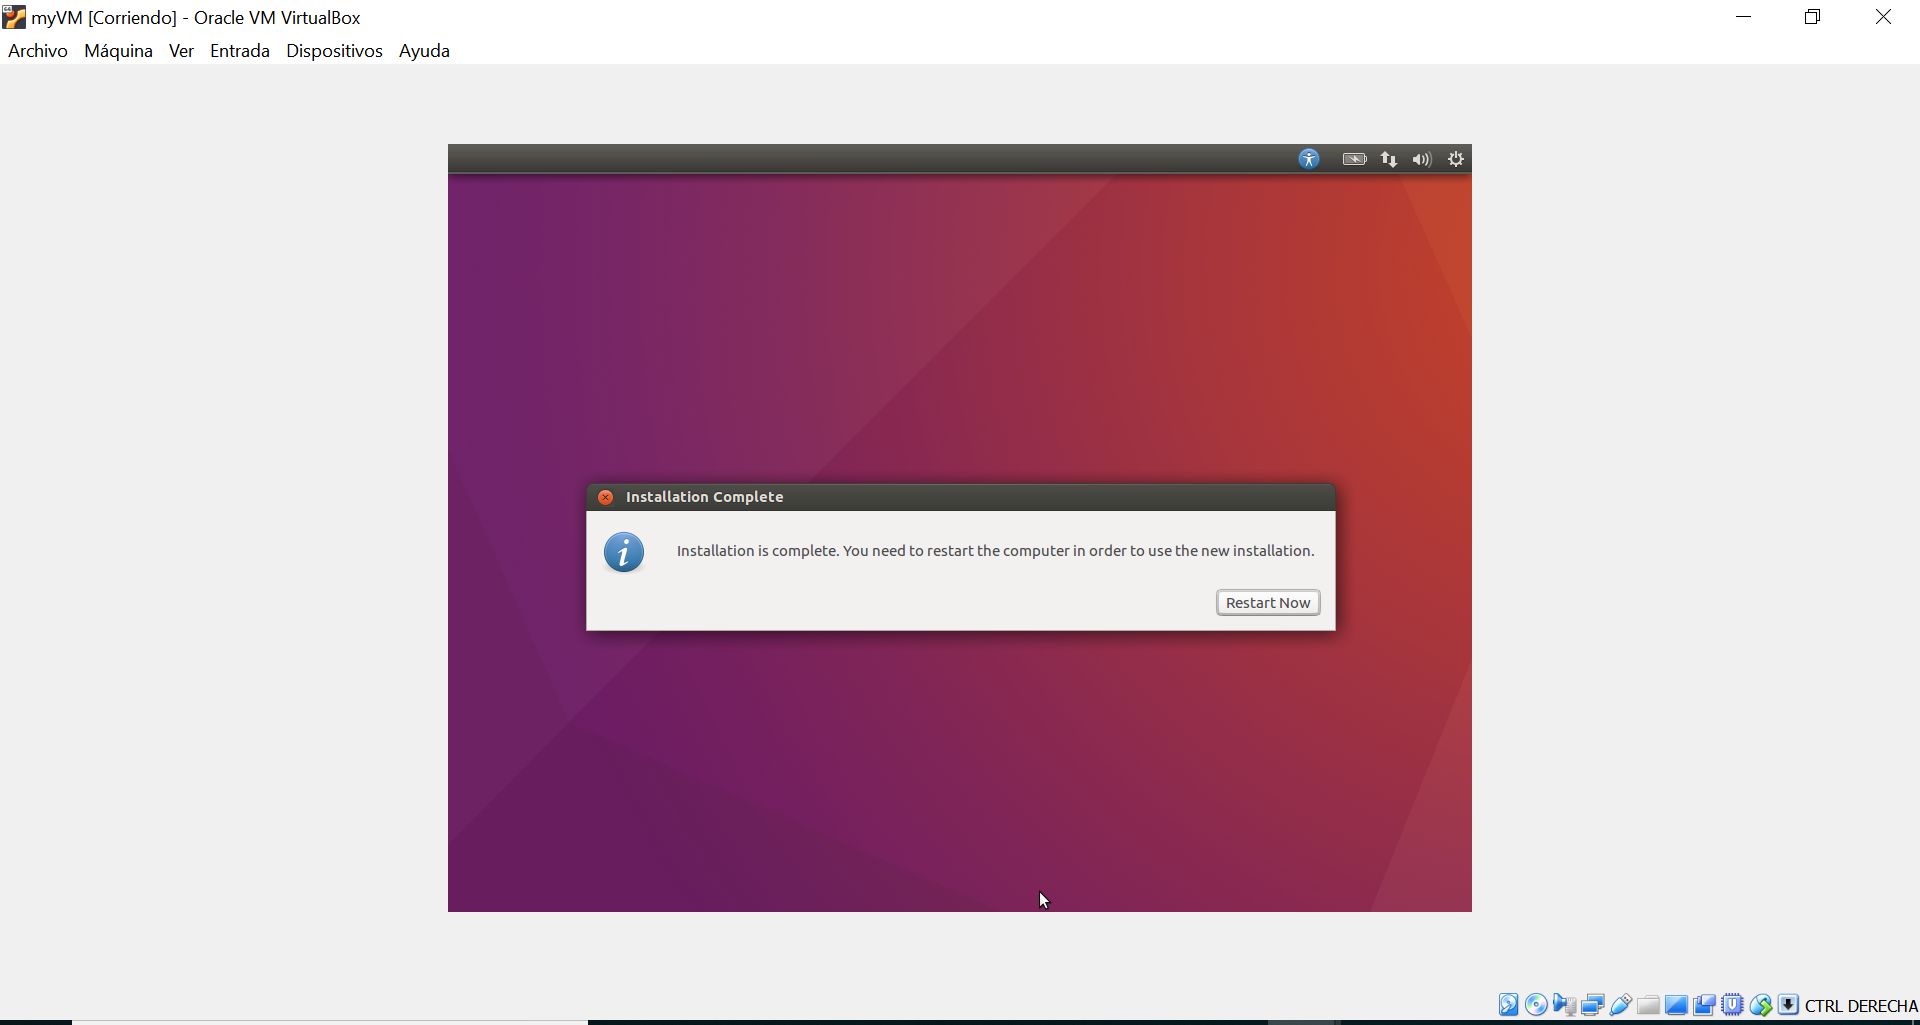 myVM [Corriendo] - Oracle VM VirtualBox
Archivo Máquina Ver Entrada Dispositivos Ayuda
Installation Complete
Installation is complete. You need to restart the computer in order to use the new installation.
Restart Now
CTRL DERECHA